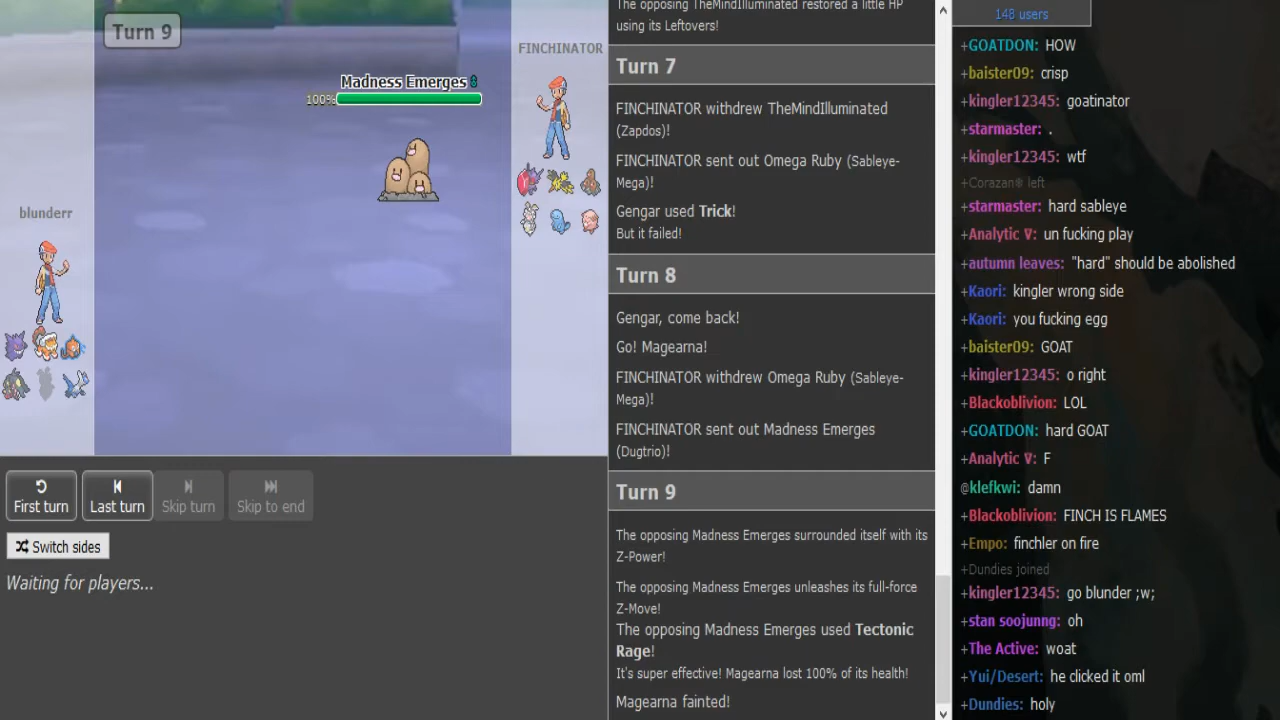 Turn 9
Madness Emerges
100%
FINCHINATOR
blunderr
First turn
Last turn
Skip turn
Skip to end
Switch sides
Waiting for players...
The opposing TheMindIlluminated restored a little HP
using its Leftovers!
Turn 7
FINCHINATOR withdrew TheMindIlluminated
(Zapdos)!
FINCHINATOR sent out Omega Ruby (Sableye-
Mega)!
Gengar used Trick!
But it failed!
Turn 8
Gengar, come back!
Go! Magearna!
FINCHINATOR withdrew Omega Ruby (Sableye-
Mega)!
FINCHINATOR sent out Madness Emerges
(Dugtrio)!
Turn 9
The opposing Madness Emerges surrounded itself with its
Z-Power!
The opposing Madness Emerges unleashes its full-force
Z-Move!
The opposing Madness Emerges used Tectonic
Rage!
It's super effective! Magearna lost 100% of its health!
Magearna fainted!
148 users
+GOATDON: HOW
+baister09: crisp
+kingler12345: goatinator
+starmaster: .
+kingler12345: wtf
+Corazan® left
+starmaster: hard sableye
+Analytic ∇: un fucking play
+autumn leaves: "hard" should be abolished
+Kaori: kingler wrong side
+Kaori: you fucking egg
+baister09: GOAT
+kingler12345: o right
+Blackoblivion: LOL
+GOATDON: hard GOAT
+Analytic ∇: F
@klefkwi: damn
+Blackoblivion: FINCH IS FLAMES
+Empo: finchler on fire
+Dundies joined
+kingler12345: go blunder ;w;
+stan soojunng: oh
+The Active: woat
+Yui/Desert: he clicked it oml
+Dundies: holy